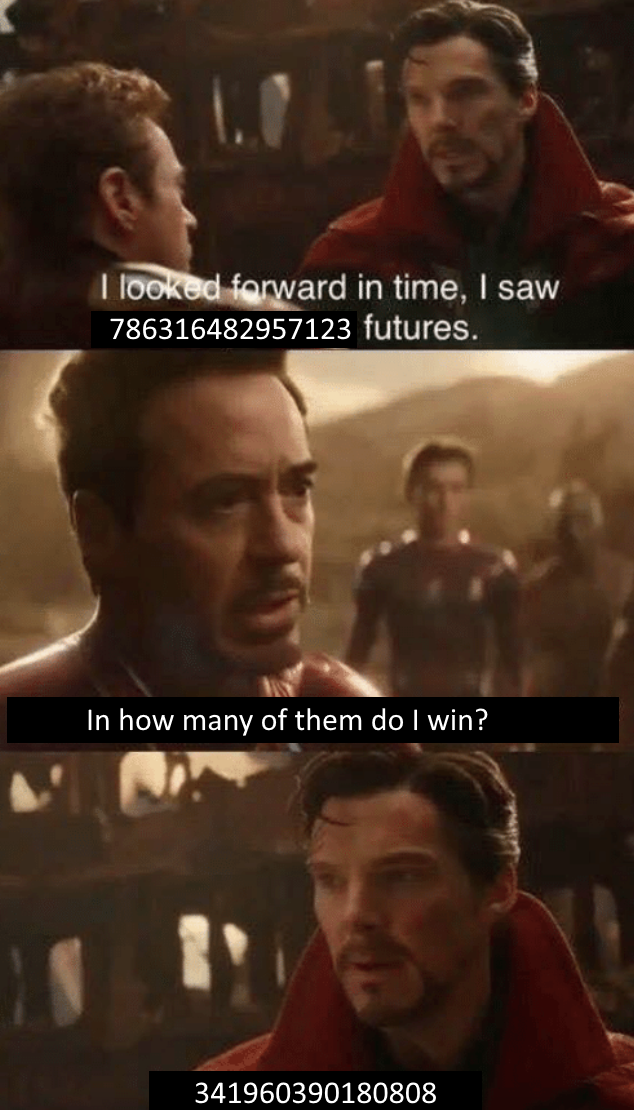 I looked forward in time, I saw
786316482957123 futures.
In how many of them do I win?
341960390180808